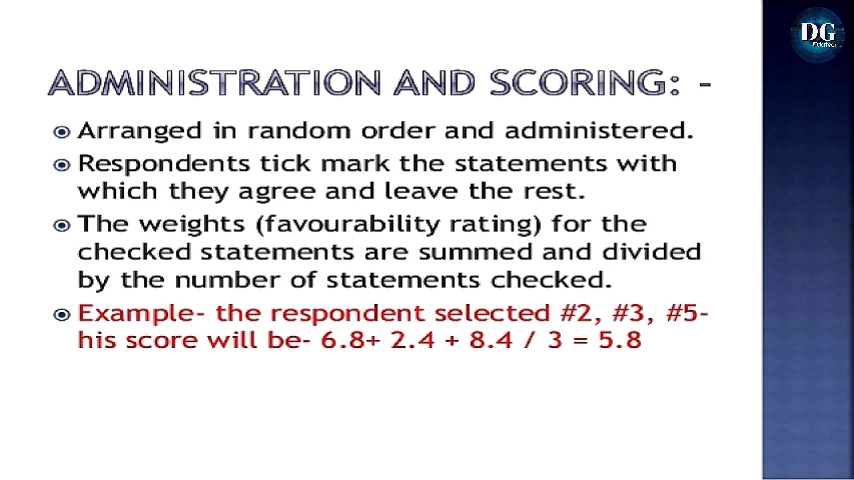 DG
ADMINISTRATION AND SCORING: -
Arranged in random order and administered.
Respondents tick mark the statements with
which they agree and leave the rest.
The weights (favourability rating) for the
checked statements are summed and divided
by the number of statements checked.
Example- the respondent selected #2, #3, #5-
his score will be- 6.8+ 2.4 + 8.4 / 3 = 5.8